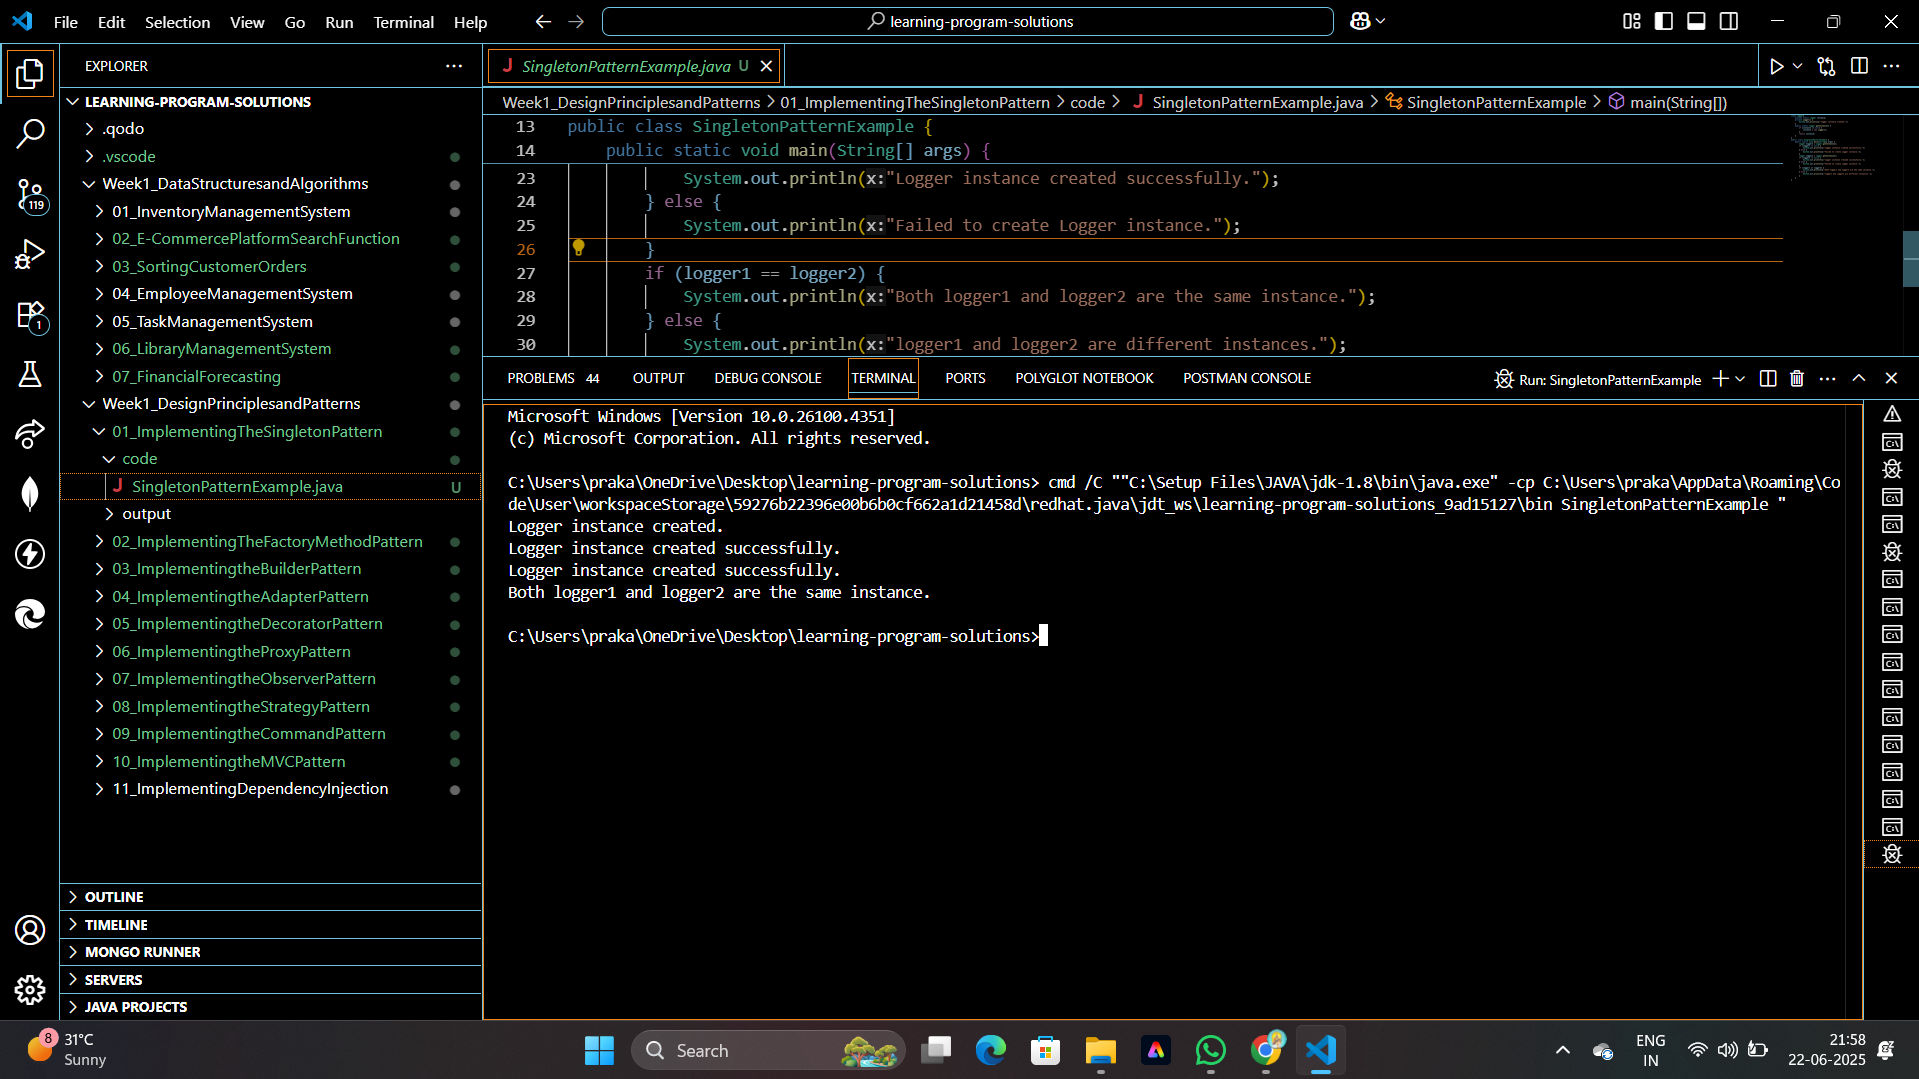 File Edit Selection View Go Run Terminal Help
learning-program-solutions
EXPLORER
LEARNING-PROGRAM-SOLUTIONS
.qodo
.vscode
Week1_DataStructuresandAlgorithms
01_InventoryManagementSystem
02_E-CommercePlatformSearchFunction
03_SortingCustomerOrders
04_EmployeeManagementSystem
05_TaskManagementSystem
06_LibraryManagementSystem
07_FinancialForecasting
Week1_DesignPrinciplesandPatterns
01_ImplementingTheSingletonPattern
code
J SingletonPatternExample.java U
output
02_ImplementingTheFactoryMethodPattern
03_ImplementingtheBuilderPattern
04_ImplementingtheAdapterPattern
05_ImplementingtheDecoratorPattern
06_ImplementingtheProxyPattern
07_ImplementingtheObserverPattern
08_ImplementingtheStrategyPattern
09_ImplementingtheCommandPattern
10_ImplementingtheMVCPattern
11_ImplementingDependencyInjection
OUTLINE
TIMELINE
MONGO RUNNER
SERVERS
JAVA PROJECTS
119
1
J SingletonPatternExample.java U
Week1_DesignPrinciplesandPatterns > 01_ImplementingTheSingletonPattern > code > J SingletonPatternExample.java > SingletonPatternExample > main(String[])
13 public class SingletonPatternExample {
14 public static void main(String[] args) {
23 System.out.println(x:"Logger instance created successfully.");
24 } else {
25 System.out.println(x:"Failed to create Logger instance.");
26 }
27 if (logger1 == logger2) {
28 System.out.println(x:"Both logger1 and logger2 are the same instance.");
29 } else {
30 System.out.println(x:"logger1 and logger2 are different instances.");
PROBLEMS 44 OUTPUT DEBUG CONSOLE TERMINAL PORTS POLYGLOT NOTEBOOK POSTMAN CONSOLE
Run: SingletonPatternExample
Microsoft Windows [Version 10.0.26100.4351]
(c) Microsoft Corporation. All rights reserved.
C:\Users\praka\OneDrive\Desktop\learning-program-solutions> cmd /C ""C:\Setup Files\JAVA\jdk-1.8\bin\java.exe" -cp C:\Users\praka\AppData\Roaming\Co
de\User\workspaceStorage\59276b22396e00b6b0cf662a1d21458d\redhat.java\jdt_ws\learning-program-solutions_9ad15127\bin SingletonPatternExample "
Logger instance created.
Logger instance created successfully.
Logger instance created successfully.
Both logger1 and logger2 are the same instance.
C:\Users\praka\OneDrive\Desktop\learning-program-solutions>
8
31°C
Sunny
Search
ENG
IN
21:58
22-06-2025